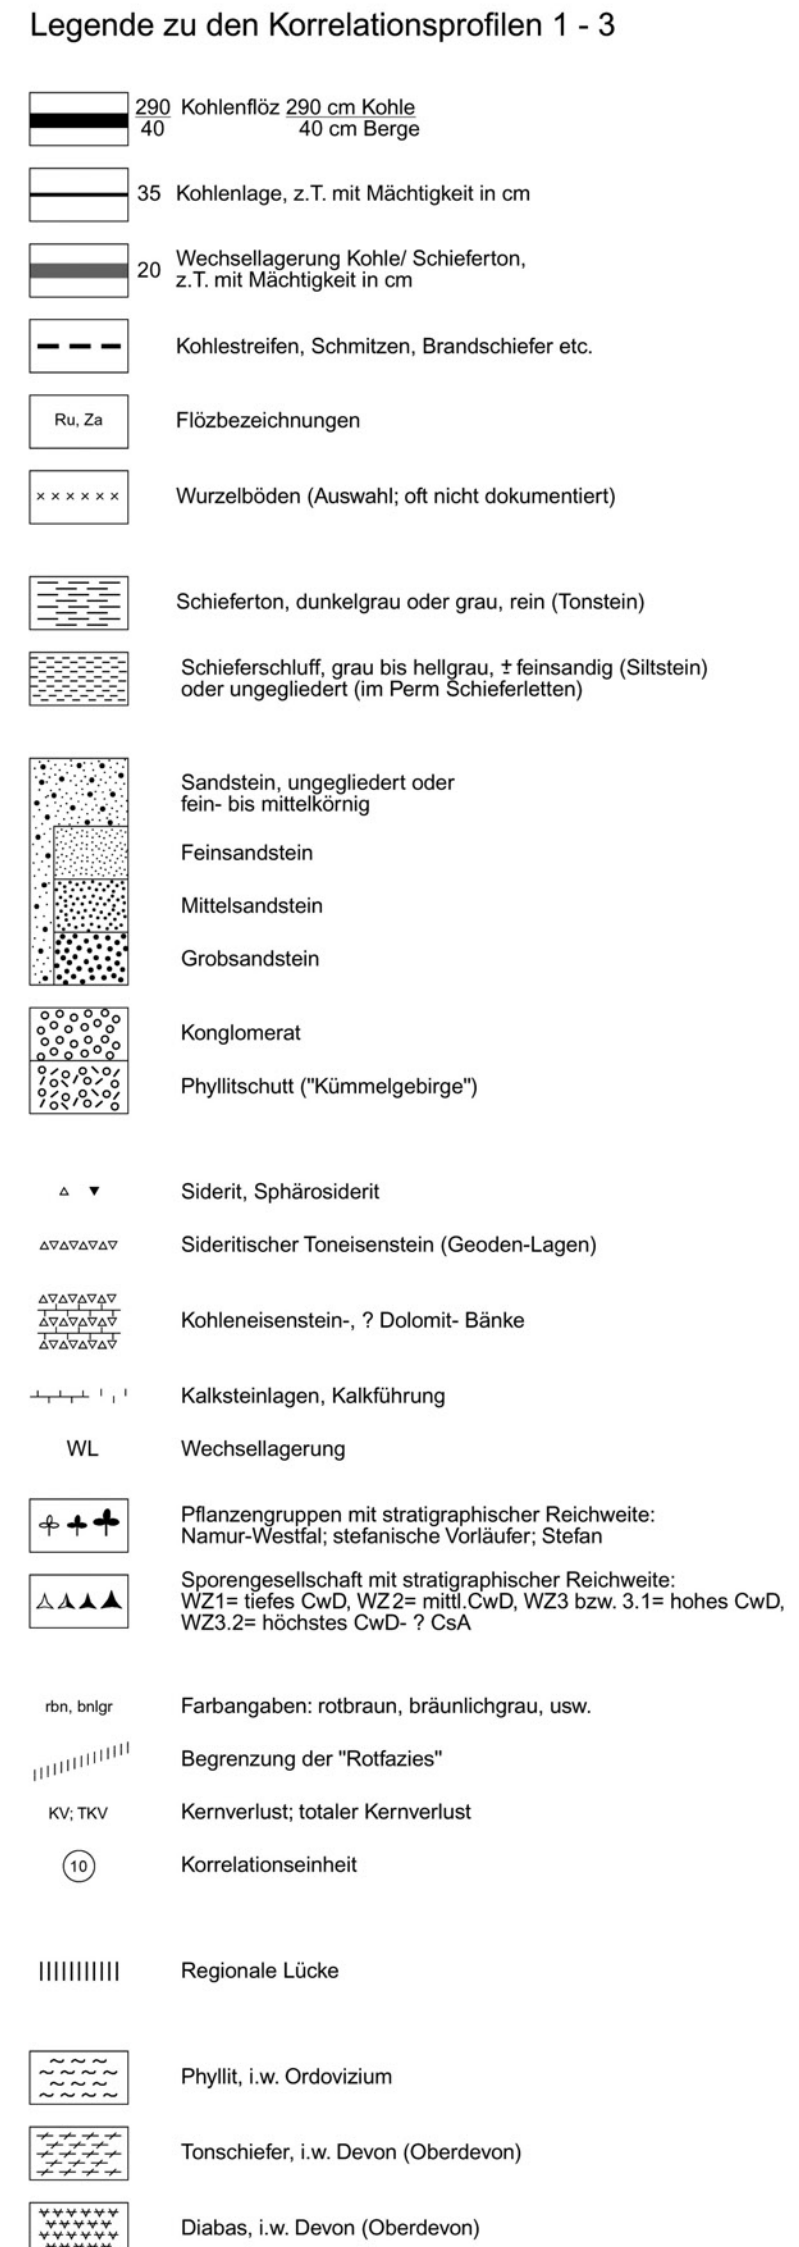 Legende zu den Korrelationsprofilen 1 - 3
290 Kohlenflöz 290 cm Kohle
40 40 cm Berge
35 Kohlenlage, z.T. mit Mächtigkeit in cm
20 Wechsellagerung Kohle/ Schieferton,
z.T. mit Mächtigkeit in cm
Kohlestreifen, Schmitzen, Brandschiefer etc.
Ru, Za Flözbezeichnungen
Wurzelböden (Auswahl; oft nicht dokumentiert)
Schieferton, dunkelgrau oder grau, rein (Tonstein)
Schieferschluff, grau bis hellgrau, ± feinsandig (Siltstein)
oder ungegliedert (im Perm Schieferletten)
Sandstein, ungegliedert oder
fein- bis mittelkörnig
Feinsandstein
Mittelsandstein
Grobsandstein
Konglomerat
Phyllitschutt ("Kümmelgebirge")
Siderit, Sphärosiderit
Sideritischer Toneisenstein (Geoden-Lagen)
Kohleneisenstein-, ? Dolomit- Bänke
Kalksteinlagen, Kalkführung
WL Wechsellagerung
Pflanzengruppen mit stratigraphischer Reichweite:
Namur-Westfal; stefanische Vorläufer; Stefan
Sporengesellschaft mit stratigraphischer Reichweite:
WZ1= tiefes CwD, WZ2= mittl.CwD, WZ3 bzw. 3.1= hohes CwD,
WZ3.2= höchstes CwD- ? CsA
rbn, bnlgr Farbangaben: rotbraun, bräunlichgrau, usw.
Begrenzung der "Rotfazies"
KV; TKV Kernverlust; totaler Kernverlust
10 Korrelationseinheit
Regionale Lücke
Phyllit, i.w. Ordovizium
Tonschiefer, i.w. Devon (Oberdevon)
Diabas, i.w. Devon (Oberdevon)